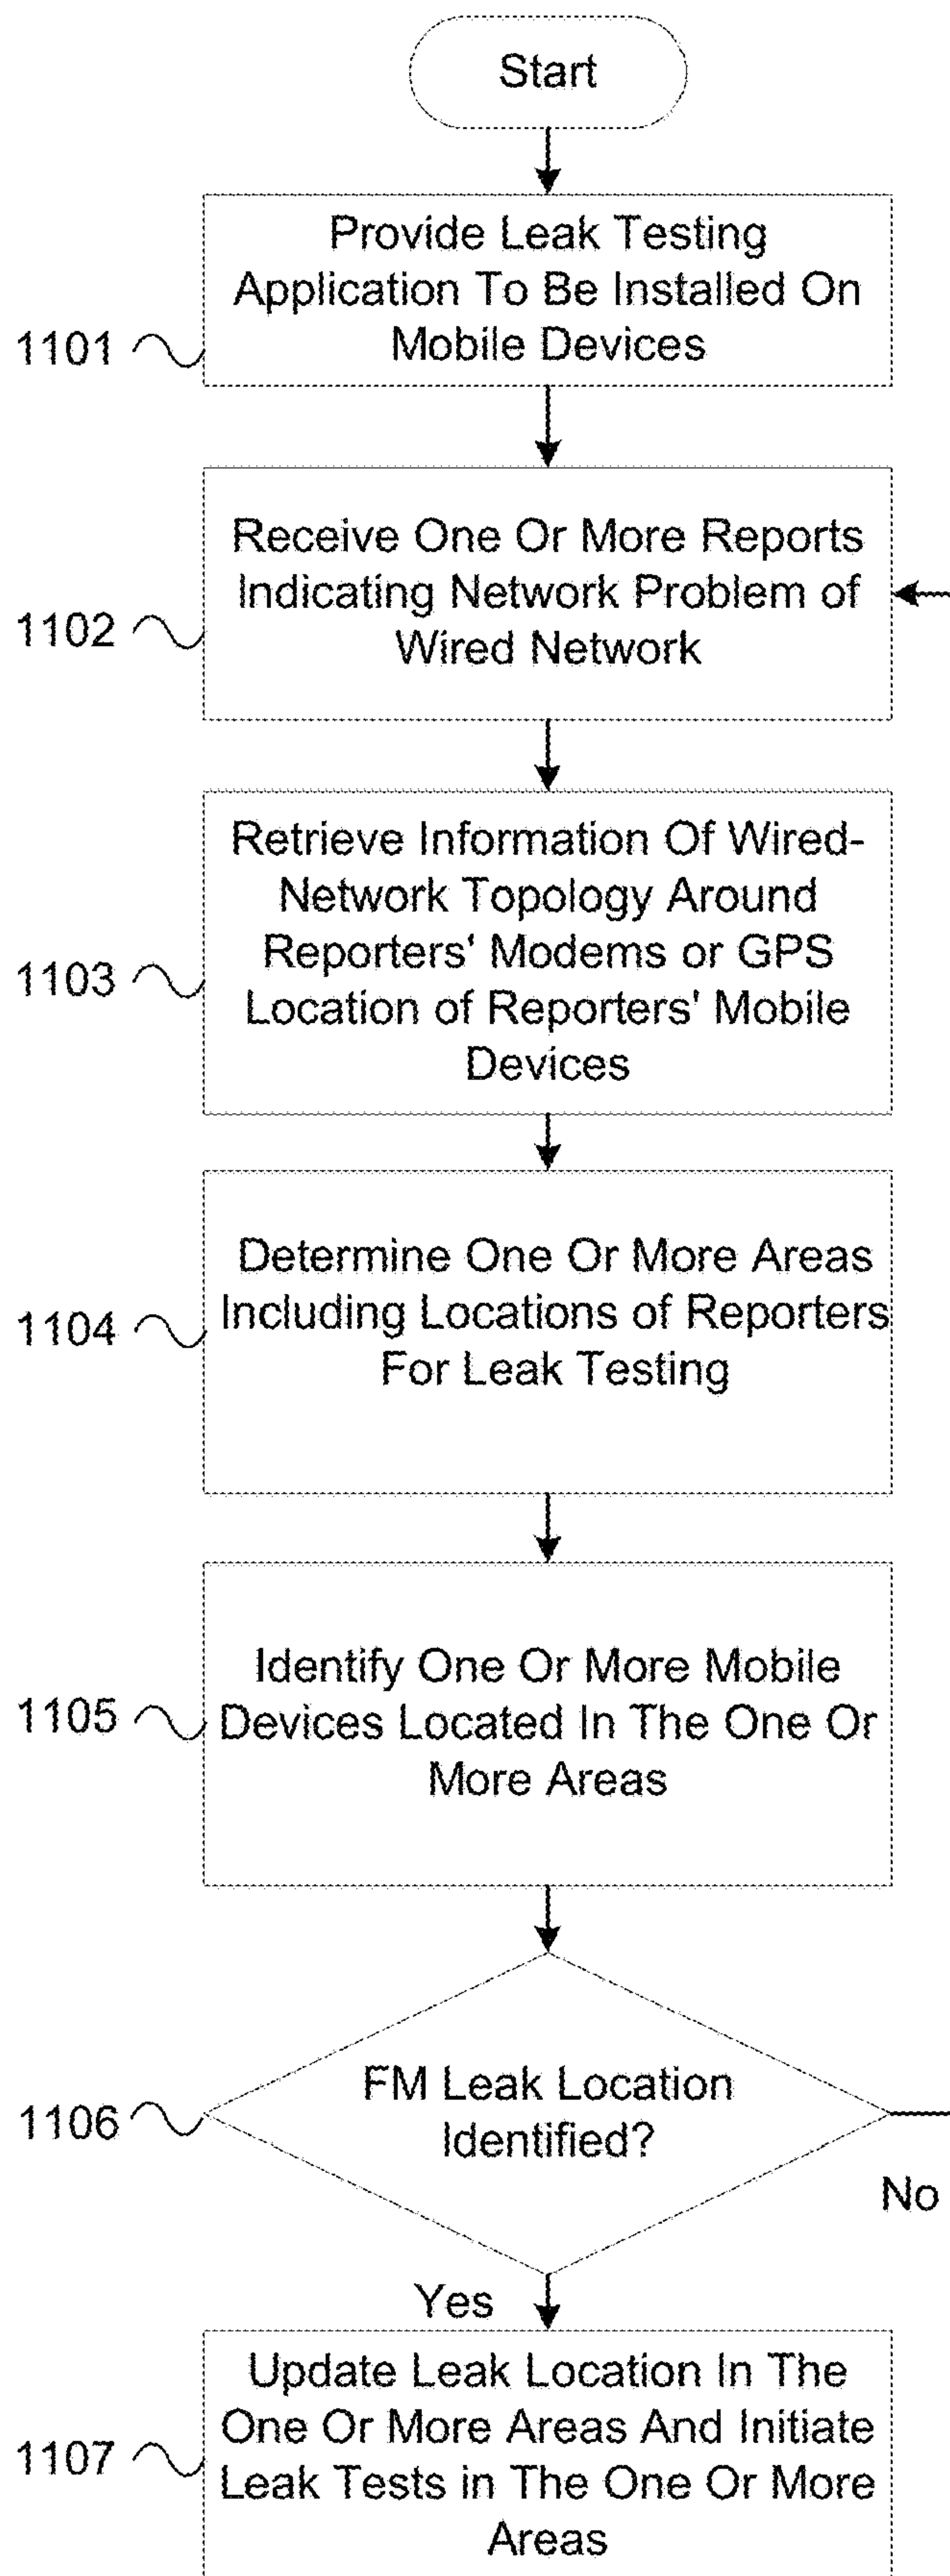 Start
Provide Leak Testing
Application To Be Installed On
Mobile Devices
1101
Receive One Or More Reports
Indicating Network Problem of
Wired Network
1102
Retrieve Information Of Wired-
Network Topology Around
Reporters' Modems or GPS
Location of Reporters' Mobile
Devices
1103
Determine One Or More Areas
Including Locations of Reporters
For Leak Testing
1104
Identify One Or More Mobile
Devices Located In The One Or
More Areas
1105
FM Leak Location
Identified?
1106
No
Yes
Update Leak Location In The
One Or More Areas And Initiate
Leak Tests in The One Or More
Areas
1107